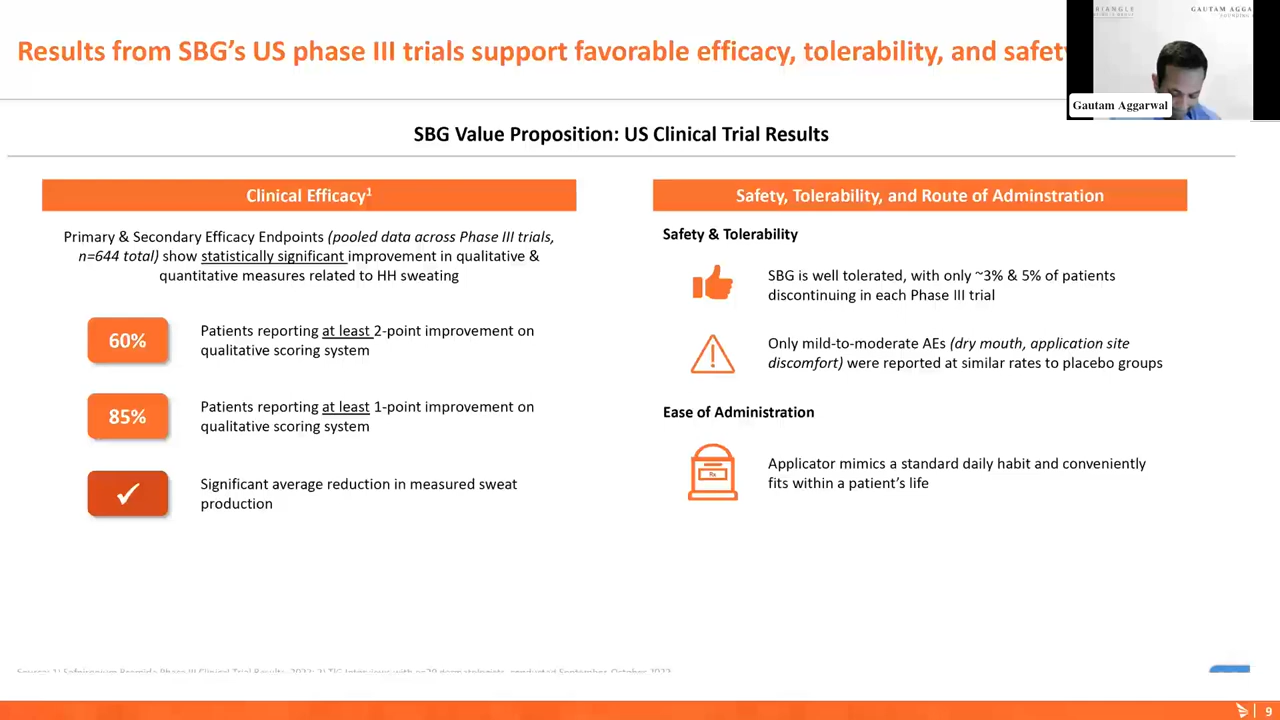 Results from SBG's US phase III trials support favorable efficacy, tolerability, and safety
RIANGLE
GAUTAM AGGA
Gautam Aggarwal
SBG Value Proposition: US Clinical Trial Results
Clinical Efficacy1
Primary & Secondary Efficacy Endpoints (pooled data across Phase III trials,
n=644 total) show statistically significant improvement in qualitative &
quantitative measures related to HH sweating
60%
Patients reporting at least 2-point improvement on
qualitative scoring system
85%
Patients reporting at least 1-point improvement on
qualitative scoring system
✓
Significant average reduction in measured sweat
production
Safety, Tolerability, and Route of Adminstration
Safety & Tolerability
SBG is well tolerated, with only ~3% & 5% of patients
discontinuing in each Phase III trial
Only mild-to-moderate AEs (dry mouth, application site
discomfort) were reported at similar rates to placebo groups
Ease of Administration
Rx
Applicator mimics a standard daily habit and conveniently
fits within a patient's life
9